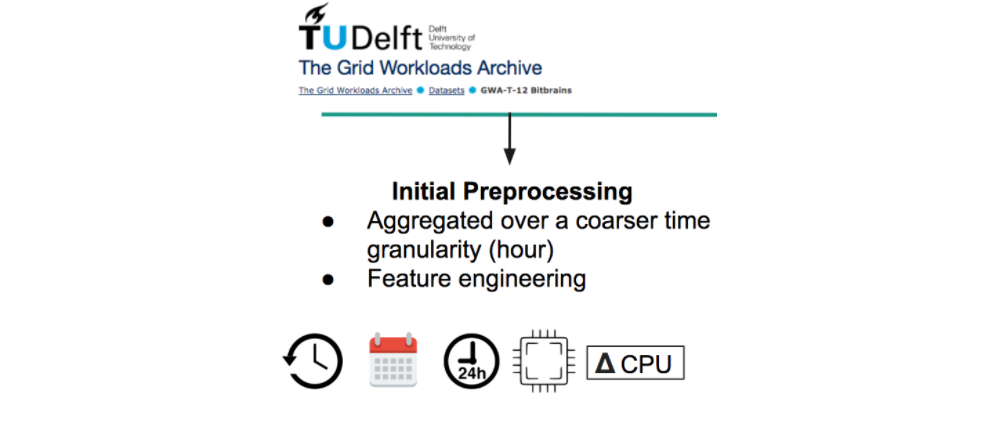 TUDelft
Delft
University of
Technology
The Grid Workloads Archive
The Grid Workloads Archive ● Datasets ● GWA-T-12 Bitbrains
Initial Preprocessing
● Aggregated over a coarser time
granularity (hour)
● Feature engineering
24h
Δ CPU